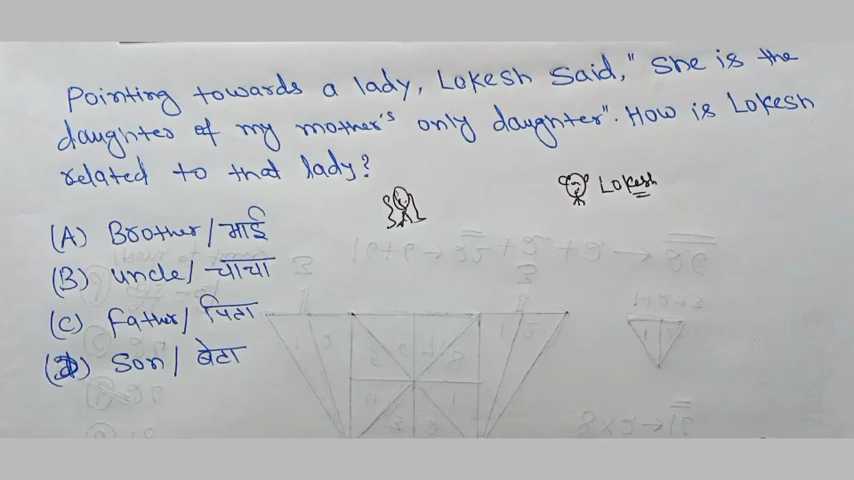 Pointing towards a lady, Lokesh Said," She is the
daughter of my mother's only daughter". How is Lokesh
related to that lady?
Lokesh
(A) Brother/भाई
(B) uncle/चाचा
(C) father/पिता
(D) Son/बेटा